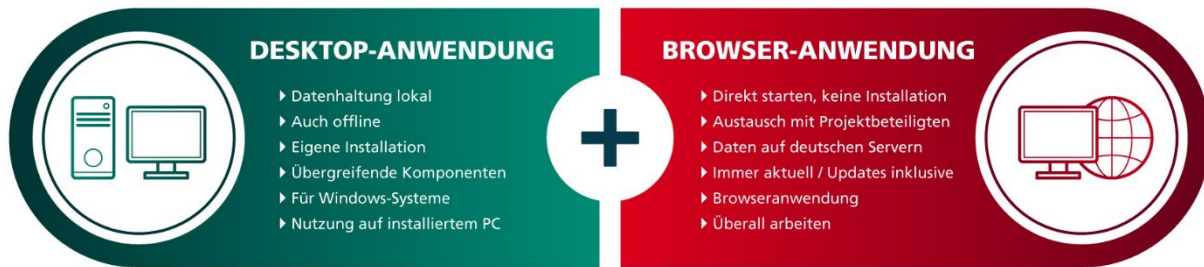 DESKTOP-ANWENDUNG
Datenhaltung lokal
Auch offline
Eigene Installation
Übergreifende Komponenten
Für Windows-Systeme
Nutzung auf installiertem PC
+
BROWSER-ANWENDUNG
Direkt starten, keine Installation
Austausch mit Projektbeteiligten
Daten auf deutschen Servern
Immer aktuell / Updates inklusive
Browseranwendung
Überall arbeiten